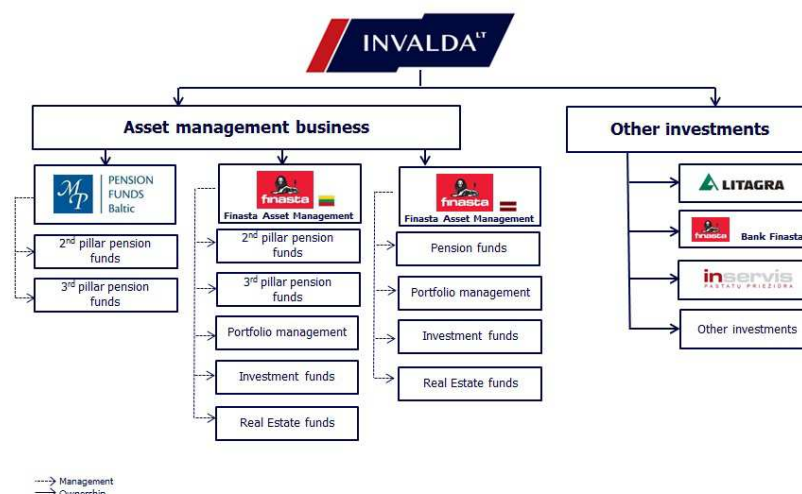 INVALDA LT
Asset management business
Other investments
MP
PENSION
FUNDS
Baltic
finasta
Finasta Asset Management
finasta
Finasta Asset Management
LITAGRA
2nd pillar pension
funds
2nd pillar pension
funds
Pension funds
finasta
Bank Finasta
3rd pillar pension
funds
3rd pillar pension
funds
Portfolio management
inservis
PASTATŲ PRIEŽIŪRA
Portfolio management
Investment funds
Other investments
Investment funds
Real Estate funds
Real Estate funds
Management
Ownership